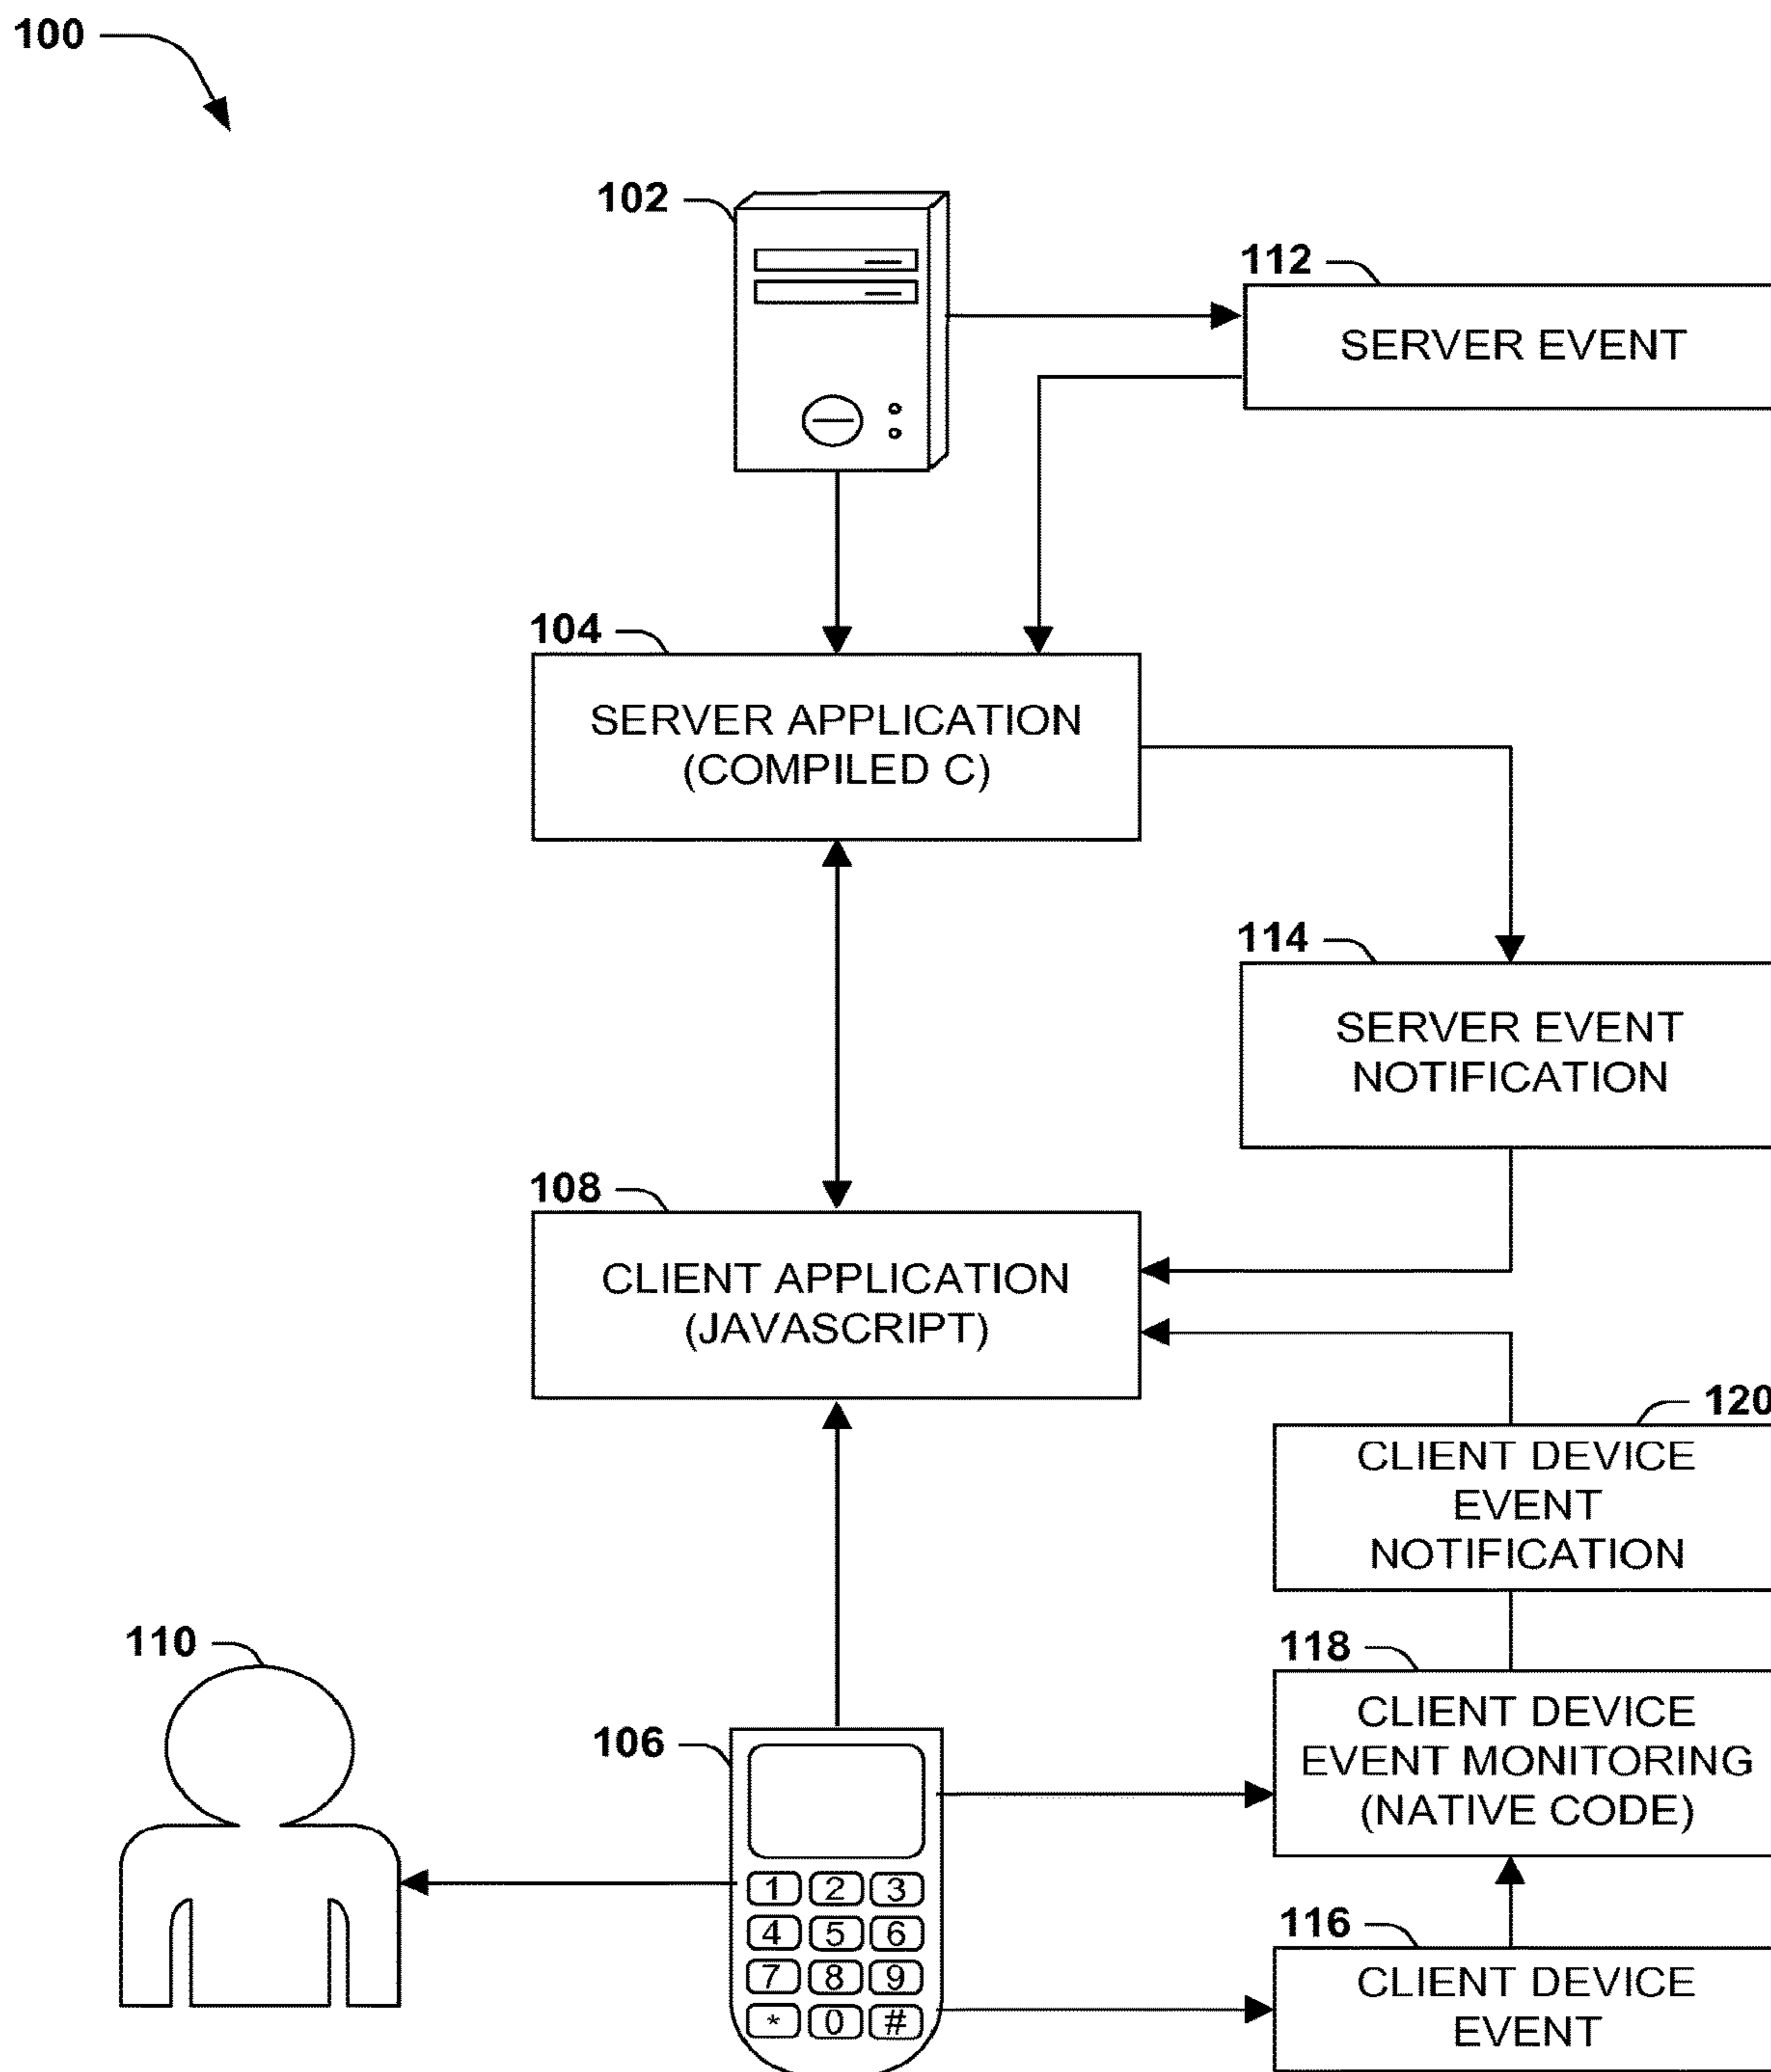 100
102
112
SERVER EVENT
104
SERVER APPLICATION
(COMPILED C)
114
SERVER EVENT
NOTIFICATION
108
CLIENT APPLICATION
(JAVASCRIPT)
120
CLIENT DEVICE
EVENT
NOTIFICATION
110
118
CLIENT DEVICE
EVENT MONITORING
(NATIVE CODE)
106
1 2 3
4 5 6
7 8 9
* 0 #
116
CLIENT DEVICE
EVENT